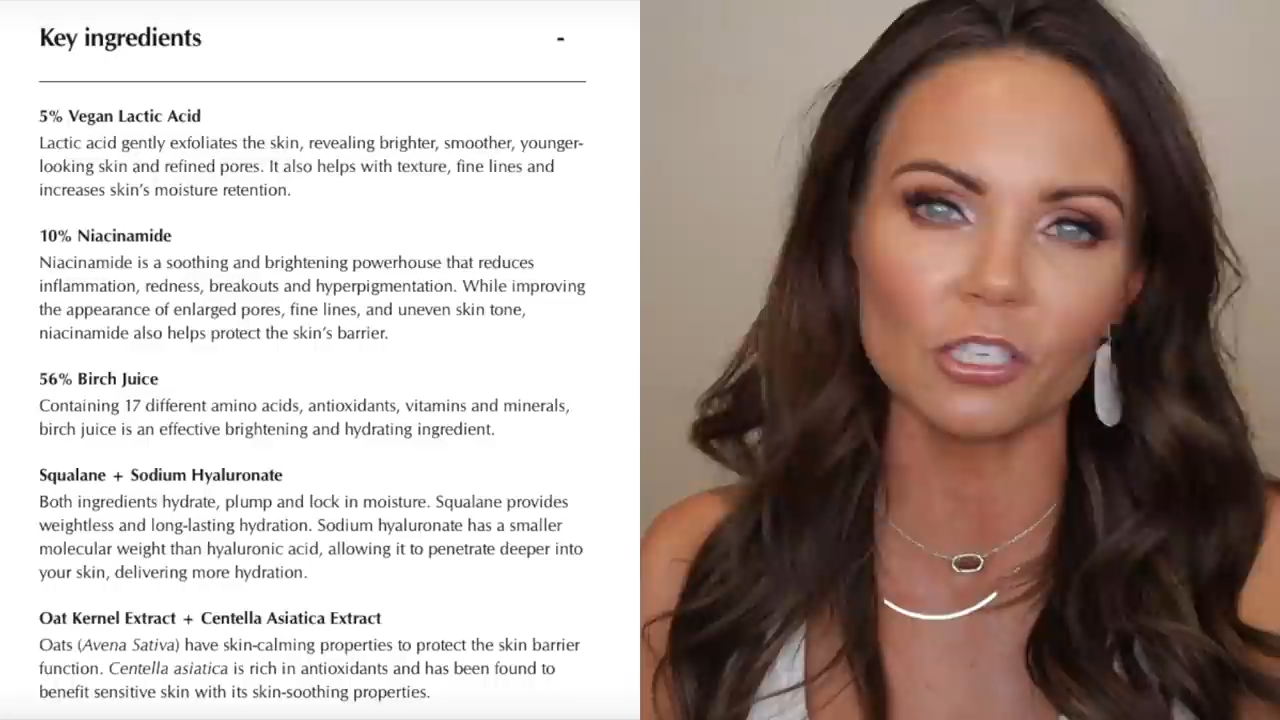 Key ingredients -
5% Vegan Lactic Acid
Lactic acid gently exfoliates the skin, revealing brighter, smoother, younger-
looking skin and refined pores. It also helps with texture, fine lines and
increases skin's moisture retention.
10% Niacinamide
Niacinamide is a soothing and brightening powerhouse that reduces
inflammation, redness, breakouts and hyperpigmentation. While improving
the appearance of enlarged pores, fine lines, and uneven skin tone,
niacinamide also helps protect the skin's barrier.
56% Birch Juice
Containing 17 different amino acids, antioxidants, vitamins and minerals,
birch juice is an effective brightening and hydrating ingredient.
Squalane + Sodium Hyaluronate
Both ingredients hydrate, plump and lock in moisture. Squalane provides
weightless and long-lasting hydration. Sodium hyaluronate has a smaller
molecular weight than hyaluronic acid, allowing it to penetrate deeper into
your skin, delivering more hydration.
Oat Kernel Extract + Centella Asiatica Extract
Oats (Avena Sativa) have skin-calming properties to protect the skin barrier
function. Centella asiatica is rich in antioxidants and has been found to
benefit sensitive skin with its skin-soothing properties.